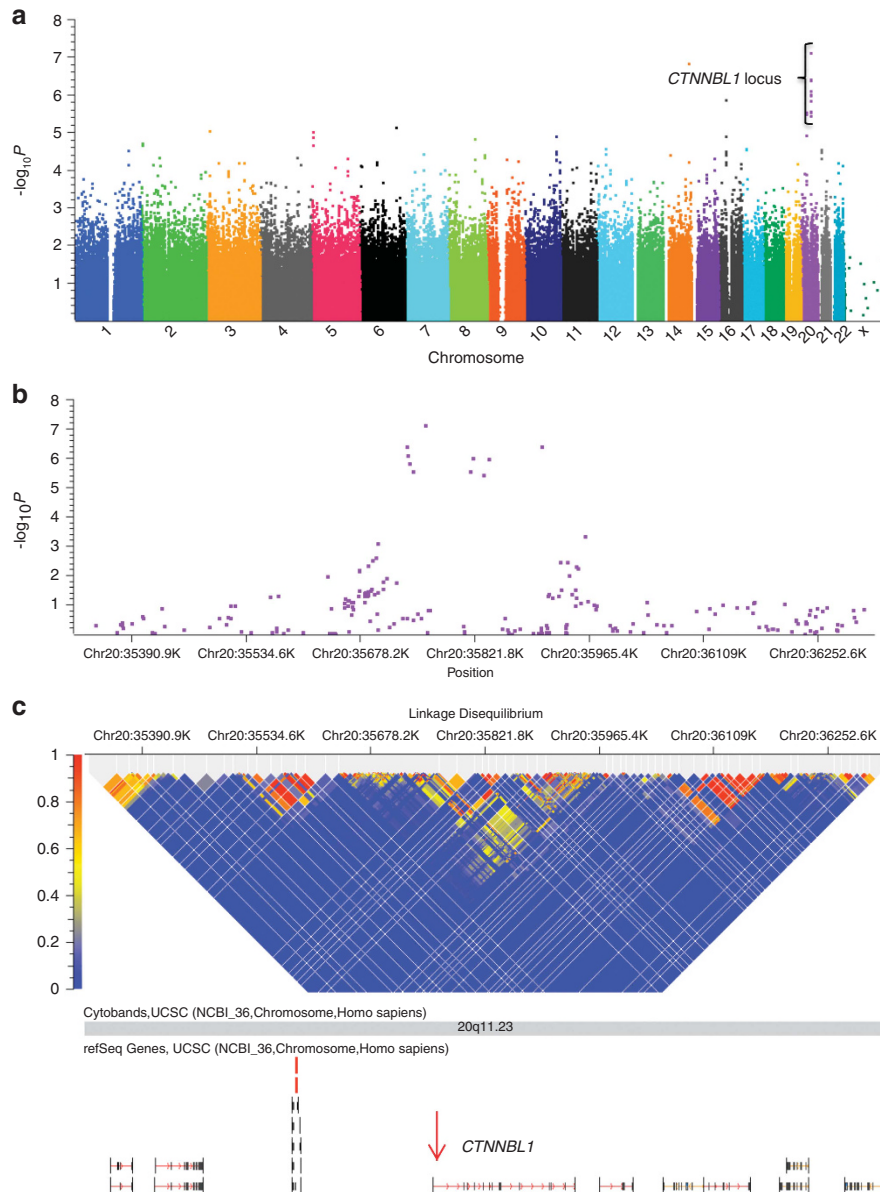 a
8
7
6
5
4
3
2
1
-log10P
CTNNBL1 locus
1 2 3 4 5 6 7 8 9 10 11 12 13 14 15 16 17 18 19 20 21 22 X
Chromosome
b
8
7
6
5
4
3
2
1
-log10P
Chr20:35390.9K Chr20:35534.6K Chr20:35678.2K Chr20:35821.8K Chr20:35965.4K Chr20:36109K Chr20:36252.6K
Position
c
Linkage Disequilibrium
Chr20:35390.9K Chr20:35534.6K Chr20:35678.2K Chr20:35821.8K Chr20:35965.4K Chr20:36109K Chr20:36252.6K
1
0.8
0.6
0.4
0.2
0
Cytobands,UCSC (NCBI_36,Chromosome,Homo sapiens)
20q11.23
refSeq Genes, UCSC (NCBI_36,Chromosome,Homo sapiens)
CTNNBL1